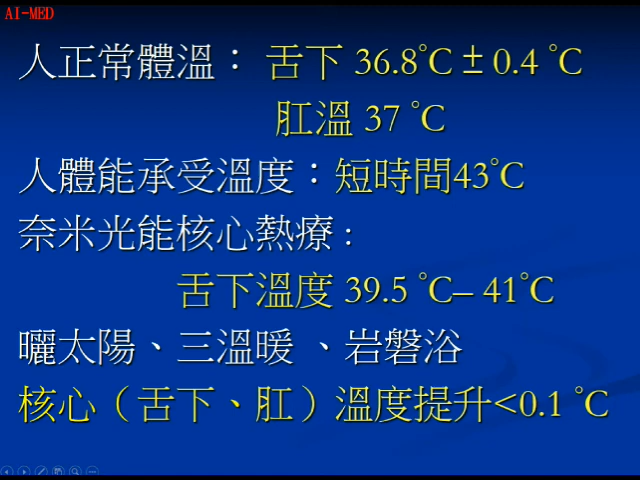 AI-MED
人正常體溫： 舌下 36.8°C ± 0.4 °C
肛溫 37 °C
人體能承受溫度：短時間43°C
奈米光能核心熱療 :
舌下溫度 39.5 °C– 41°C
曬太陽、三溫暖 、岩磐浴
核心（舌下、肛）溫度提升<0.1 °C